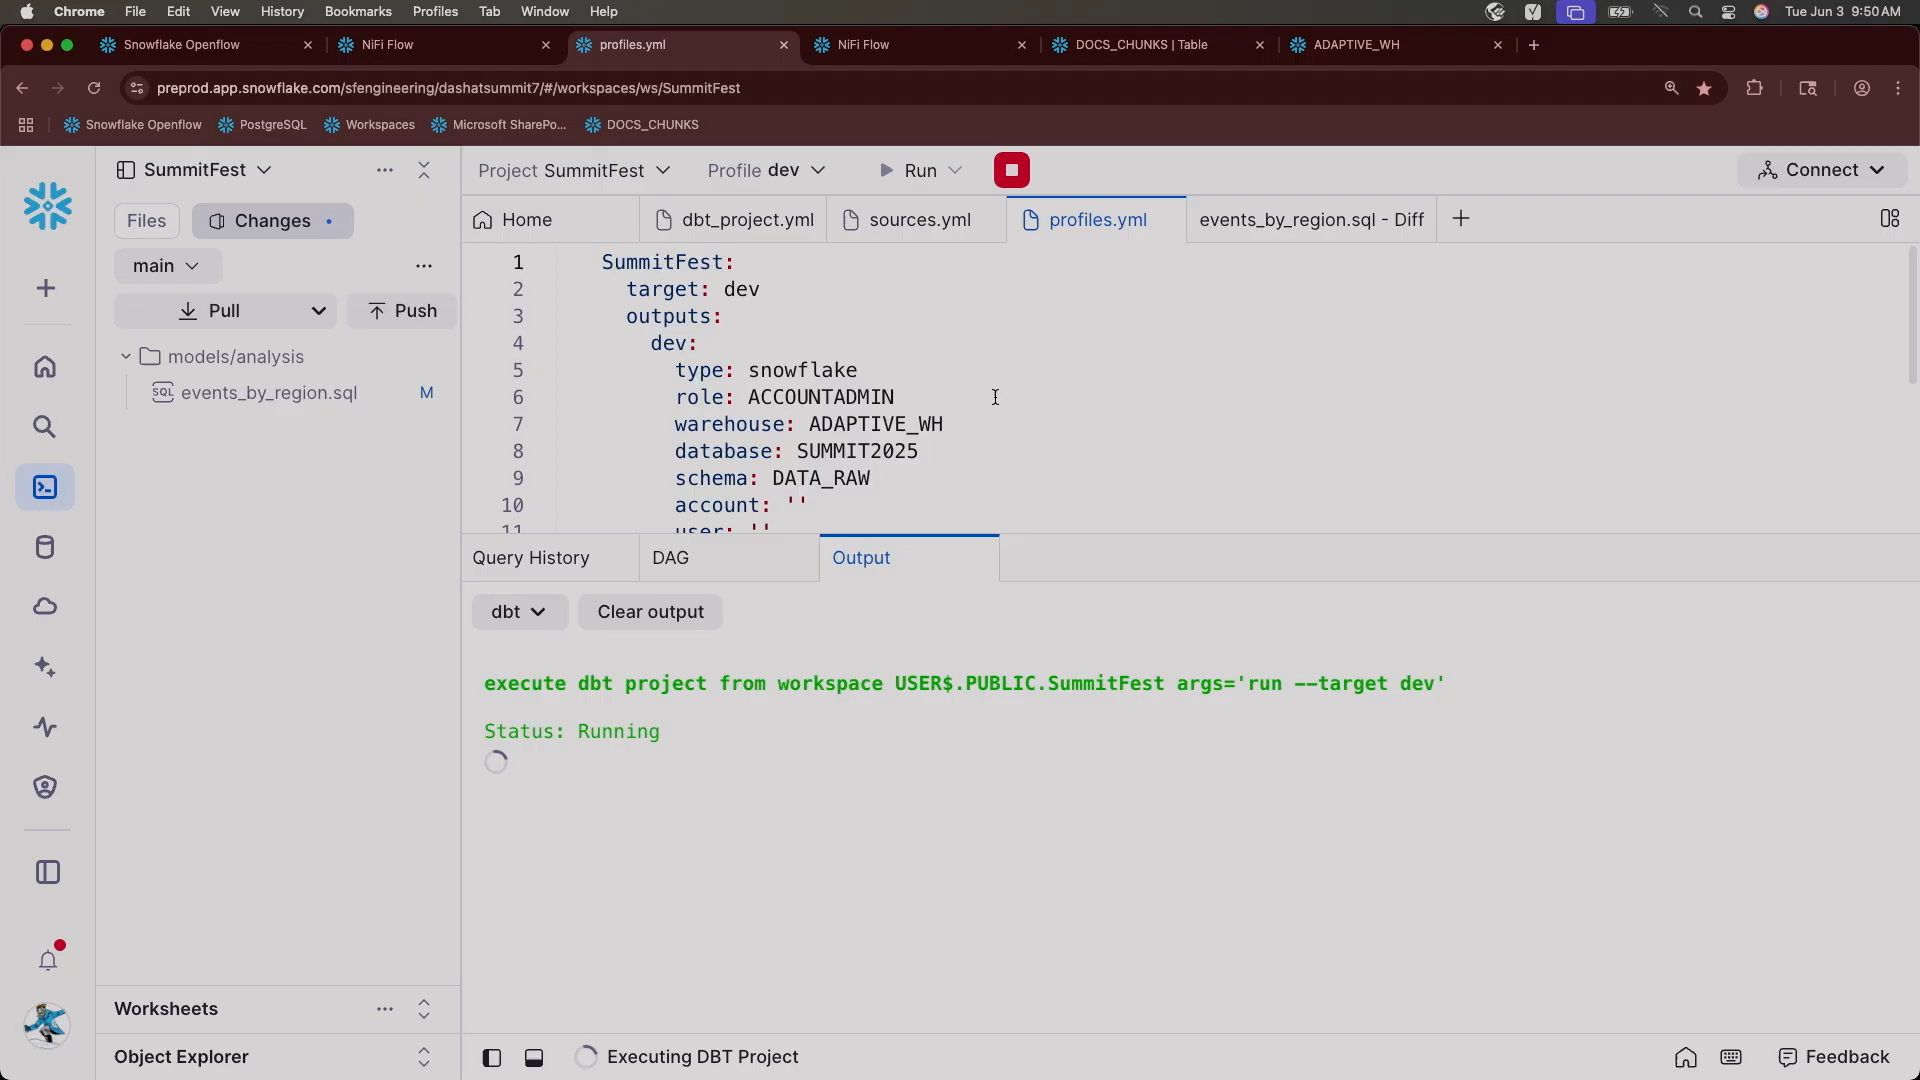 Chrome File Edit View History Bookmarks Profiles Tab Window Help Tue Jun 3 9:50 AM
Snowflake Openflow NiFi Flow profiles.yml NiFi Flow DOCS_CHUNKS | Table ADAPTIVE_WH
preprod.app.snowflake.com/sfengineering/dashatsummit7/#/workspaces/ws/SummitFest
Snowflake Openflow PostgreSQL Workspaces Microsoft SharePo... DOCS_CHUNKS
SummitFest
Project SummitFest Profile dev Run Connect
Files Changes
Home dbt_project.yml sources.yml profiles.yml events_by_region.sql - Diff
main
Pull Push
models/analysis
SQL events_by_region.sql M
1 SummitFest:
2 target: dev
3 outputs:
4 dev:
5 type: snowflake
6 role: ACCOUNTADMIN
7 warehouse: ADAPTIVE_WH
8 database: SUMMIT2025
9 schema: DATA_RAW
10 account: ''
11 user: ''
Query History DAG Output
dbt Clear output
execute dbt project from workspace USER$.PUBLIC.SummitFest args='run --target dev'
Status: Running
Worksheets
Object Explorer
Executing DBT Project Feedback